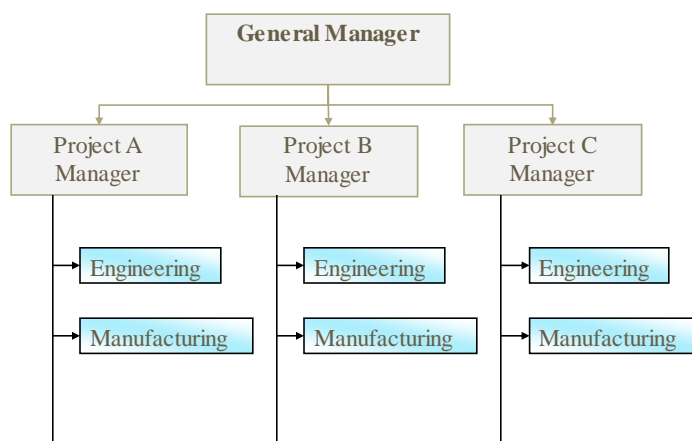 General Manager
Project A
Manager
Project B
Manager
Project C
Manager
Engineering
Engineering
Engineering
Manufacturing
Manufacturing
Manufacturing